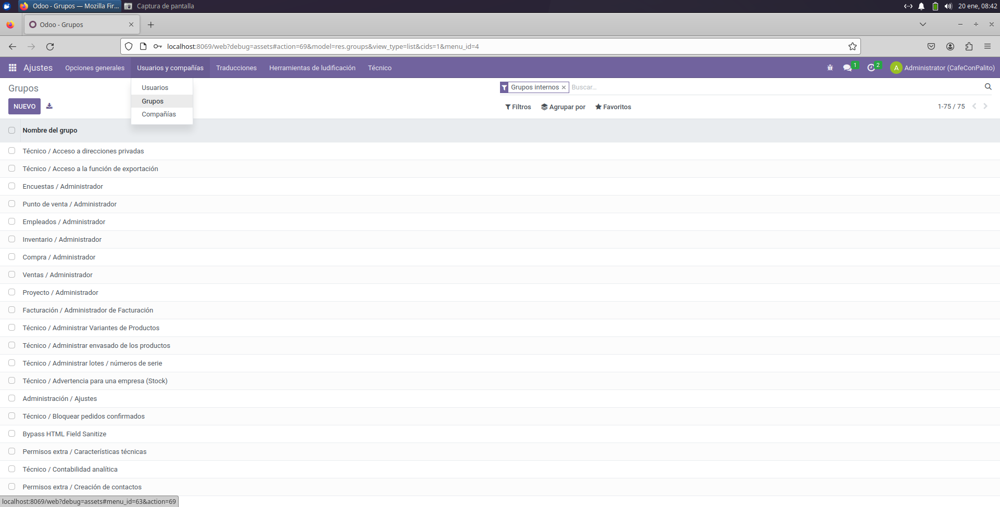 Odoo - Grupos — Mozilla Fir...
Captura de pantalla
20 ene, 08:42
Odoo - Grupos
localhost:8069/web?debug=assets#action=69&model=res.groups&view_type=list&cids=1&menu_id=4
Ajustes
Opciones generales
Usuarios y compañías
Traducciones
Herramientas de ludificación
Técnico
1
2
A
Administrator (CafeConPalito)
Grupos
Usuarios
Grupos
Compañías
Grupos internos
Buscar...
NUEVO
Filtros
Agrupar por
Favoritos
1-75 / 75
Nombre del grupo
Técnico / Acceso a direcciones privadas
Técnico / Acceso a la función de exportación
Encuestas / Administrador
Punto de venta / Administrador
Empleados / Administrador
Inventario / Administrador
Compra / Administrador
Ventas / Administrador
Proyecto / Administrador
Facturación / Administrador de Facturación
Técnico / Administrar Variantes de Productos
Técnico / Administrar envasado de los productos
Técnico / Administrar lotes / números de serie
Técnico / Advertencia para una empresa (Stock)
Administración / Ajustes
Técnico / Bloquear pedidos confirmados
Bypass HTML Field Sanitize
Permisos extra / Características técnicas
Técnico / Contabilidad analítica
Permisos extra / Creación de contactos
localhost:8069/web?debug=assets#menu_id=63&action=69